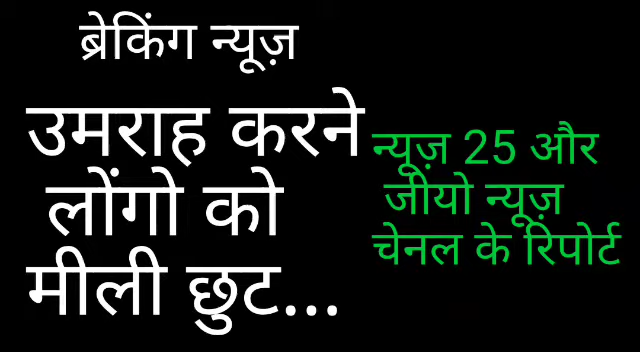 ब्रेकिंग न्यूज़
उमराह करने
लोंगो को
मीली छुट...
न्यूज़ 25 और
जीयो न्यूज़
चेनल के रिपोर्ट